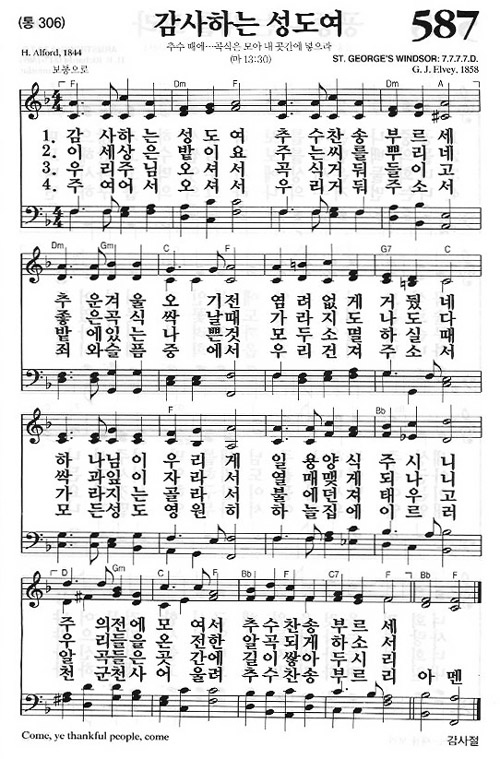 (통 306)
감사하는 성도여
587
H. Alford, 1844
추수 때에…곡식은 모아 내 곳간에 넣으라
(마 13:30)
ST. GEORGE'S WINDSOR: 7.7.7.7.D.
G. J. Elvey, 1858
보통으로
F Dm F Dm A
1. 감 사하 는 성 도 여 추 수찬 송 부 르 세
2. 이 세상 은 밭 이 요 주 는씨 를 뿌 리 네
3. 우 리주 님 오 셔 서 곡 식거 둬 들 이 고
4. 주 여어 서 오 셔 서 우 리거 둬 주 소 서
Dm Gm C F G7 C
추 운겨 울 오 기 전 염 려 없 게 거 뒀 네
좋 은곡 식 싹 날 때 가 라 지 도 나 도 다
밭 에있 는 모 두 소 멸 하 실 때
죄 와슬 픔 중 에 서 우 리 건 져 주 소 서
C F Bb
하 나님 이 우 리 게 일 용 양 식 주 시 니
싹 과잎 이 자 라 서 열 매 맺 게 되 나 니
가 라지 는 골 라 서 불 에 던 져 태 우 고
모 든성 도 영 원 히 하 늘 집 에 이 르 러
D Gm C F Bb F C7 F Bb F
주 의전 에 모 여 서 추 수 찬 송 부 르 세
우 리들 은 온 전 한 알 곡 되 게 하 소 서
알 곡들 은 곳 간 에 길 이 쌓 아 두 리
천 군천 사 어 울 려 추 수 찬 송 부 르 리 아 멘
Come, ye thankful people, come
감사절